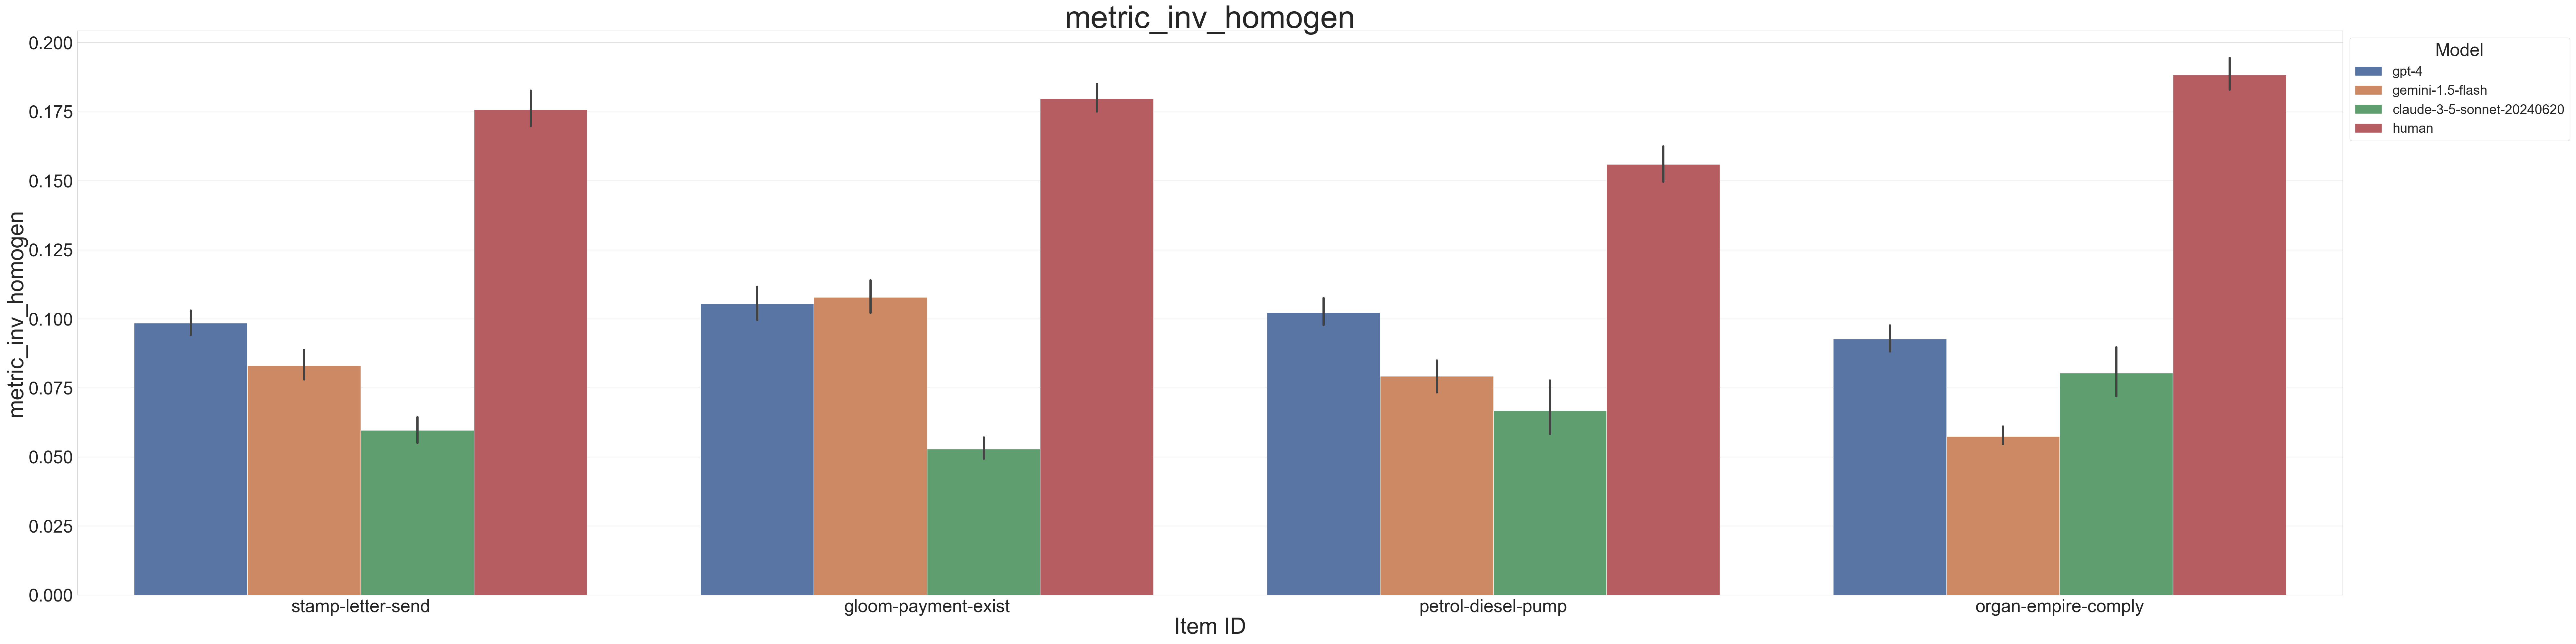 metric_inv_homogen
metric_inv_homogen
0.200
0.175
0.150
0.125
0.100
0.075
0.050
0.025
0.000
stamp-letter-send
gloom-payment-exist
petrol-diesel-pump
organ-empire-comply
Item ID
Model
gpt-4
gemini-1.5-flash
claude-3-5-sonnet-20240620
human